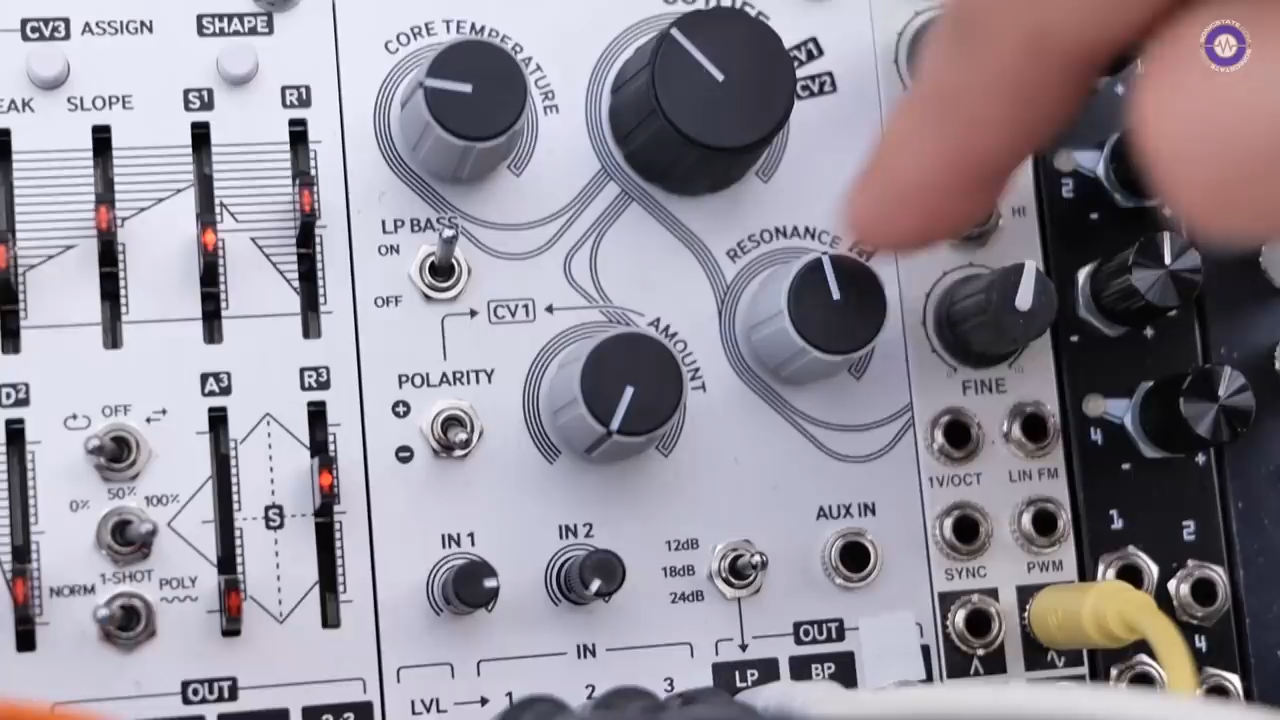 CV3 ASSIGN
SHAPE
SLOPE
S1
R1
D2
A3
R3
OFF
0%
50%
100%
NORM
1-SHOT
POLY
S
OUT
CORE TEMPERATURE
CV2
LP BASS
ON
OFF
CV1
POLARITY
+
-
AMOUNT
RESONANCE
IN 1
IN 2
12dB
18dB
24dB
AUX IN
OUT
LP
BP
IN
LVL
1
2
3
HI
FINE
1V/OCT
LIN FM
SYNC
PWM
2
-
+
4
-
+
1
2
4